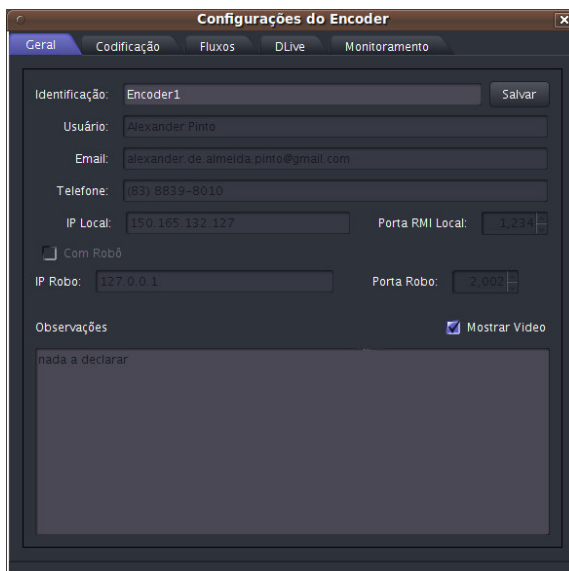 Configurações do Encoder
Geral Codificação Fluxos DLive Monitoramento
Identificação: Encoder1 Salvar
Usuário: Alexander Pinto
Email: alexander.de.almeida.pinto@gmail.com
Telefone: (83) 8839-8010
IP Local: 150.165.132.127 Porta RMI Local: 1,234
Com Robô
IP Robo: 127.0.0.1 Porta Robo: 2,002
Observações Mostrar Video
nada a declarar